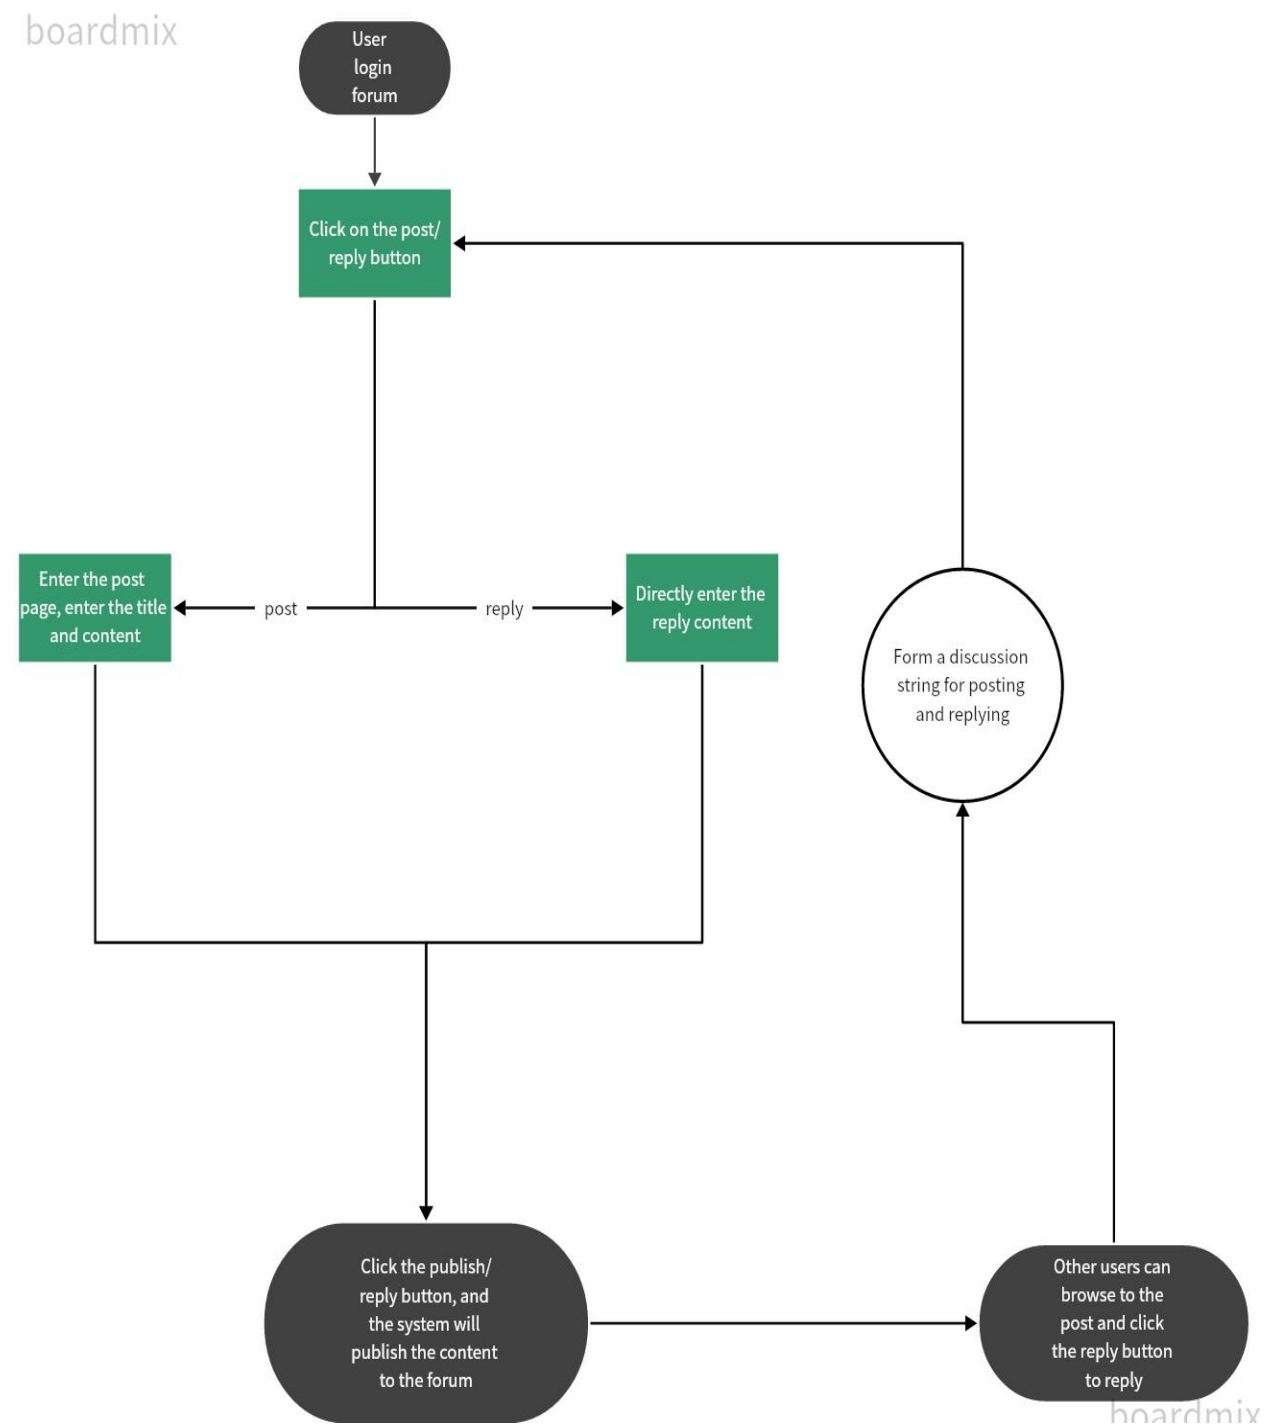 boardmix
User
login
forum
Click on the post/
reply button
Enter the post
page, enter the title
and content
post
reply
Directly enter the
reply content
Form a discussion
string for posting
and replying
Click the publish/
reply button, and
the system will
publish the content
to the forum
Other users can
browse to the
post and click
the reply button
to reply
boardmix